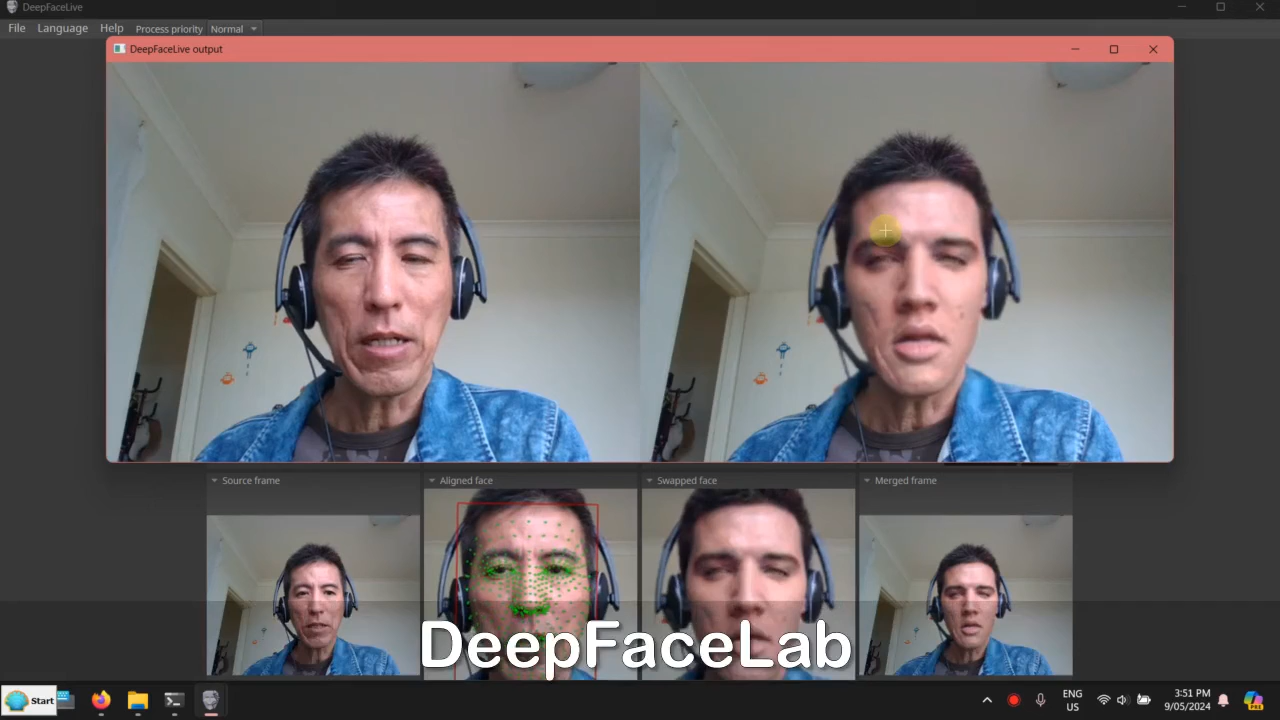 DeepFaceLive
File Language Help Process priority Normal
DeepFaceLive output
Source frame Aligned face Swapped face Merged frame
DeepFaceLab
Start
ENG
US
3:51 PM
9/05/2024